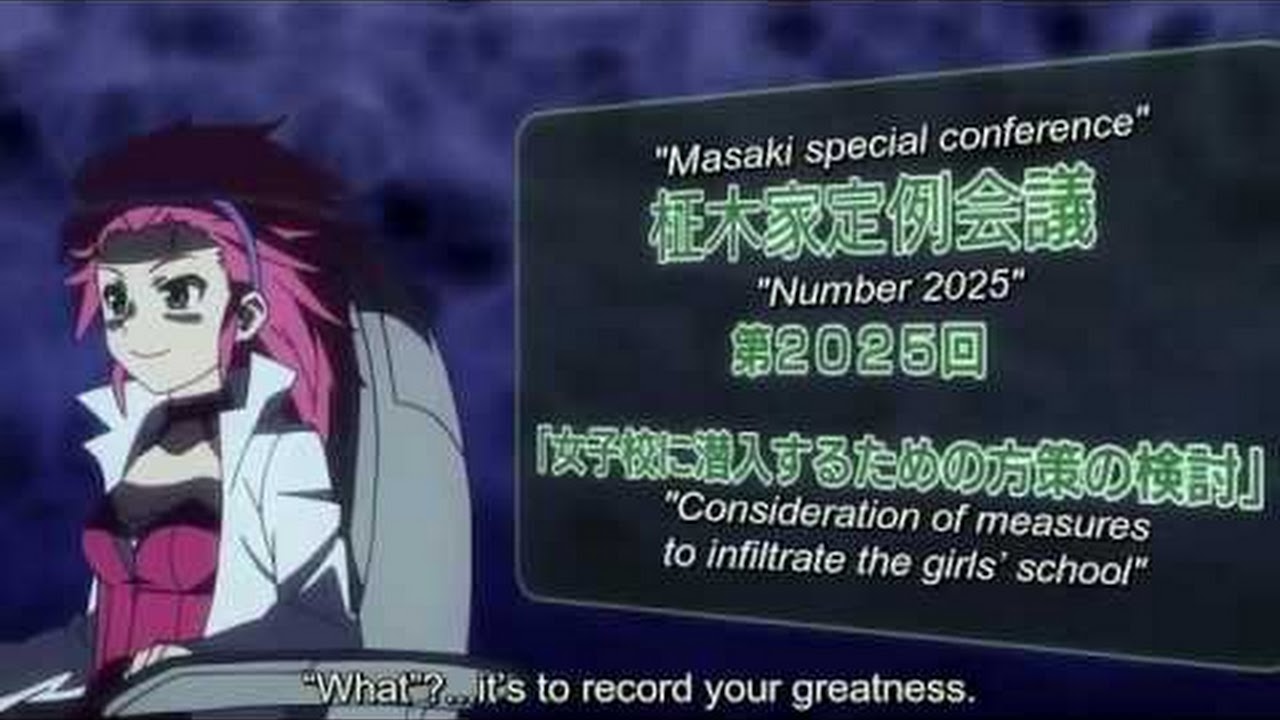 "Masaki special conference"
柾木家定例会議
"Number 2025"
第2025回
「女子校に潜入するための方策の検討」
"Consideration of measures
to infiltrate the girls' school"
"What"?...it's to record your greatness.